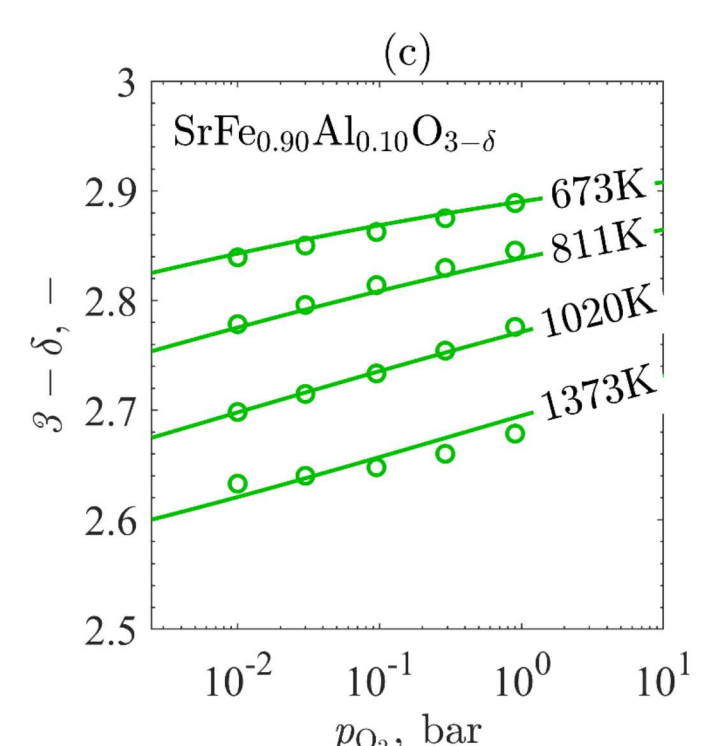 (c)
3
SrFe₀.₉₀Al₀.₁₀O₃₋δ
2.9
673K
811K
2.8
1020K
2.7
1373K
2.6
2.5
3 − δ, −
10⁻² 10⁻¹ 10⁰ 10¹
pO₂, bar